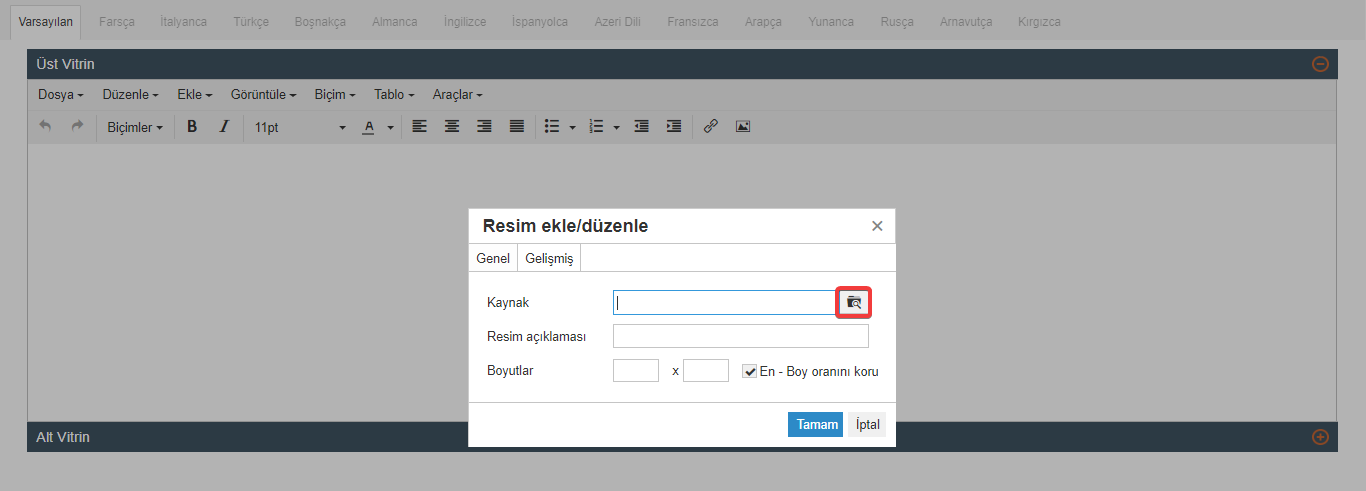 Varsayılan Farsça İtalyanca Türkçe Boşnakça Almanca İngilizce İspanyolca Azeri Dili Fransızca Arapça Yunanca Rusça Arnavutça Kırgızca
Üst Vitrin
Dosya Düzenle Ekle Görüntüle Biçim Tablo Araçlar
Biçimler B I 11pt A
Resim ekle/düzenle
Genel Gelişmiş
Kaynak
Resim açıklaması
Boyutlar x En - Boy oranını koru
Tamam İptal
Alt Vitrin